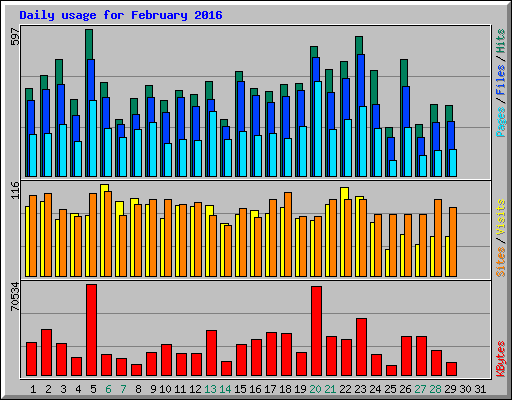 Daily usage for February 2016
597
Pages / Files / Hits
116
Sites / Visits
70534
KBytes
1 2 3 4 5 6 7 8 9 10 11 12 13 14 15 16 17 18 19 20 21 22 23 24 25 26 27 28 29 30 31